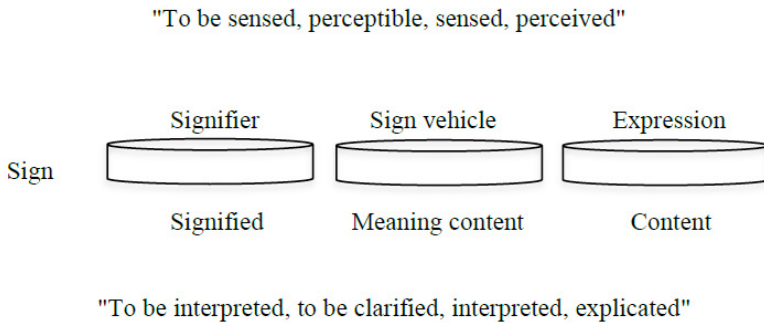 "To be sensed, perceptible, sensed, perceived"
Signifier Sign vehicle Expression
Sign
Signified Meaning content Content
"To be interpreted, to be clarified, interpreted, explicated"